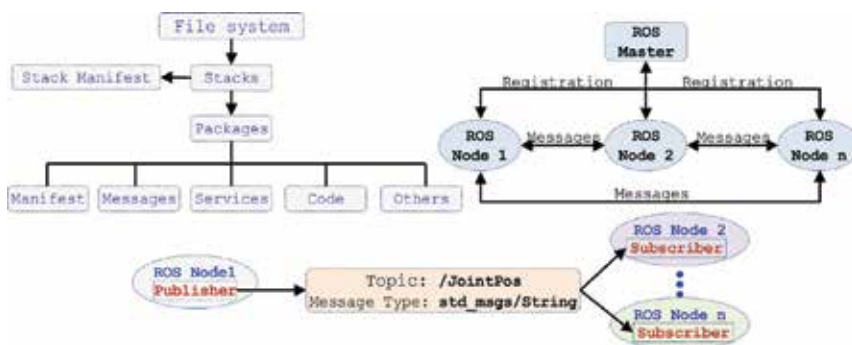 File system
Stack Manifest
Stacks
Packages
Manifest
Messages
Services
Code
Others
ROS
Master
Registration
Registration
ROS
Node 1
Messages
ROS
Node 2
Messages
ROS
Node n
Messages
ROS Node1
Publisher
Topic: /JointPos
Message Type: std_msgs/String
ROS Node 2
Subscriber
ROS Node n
Subscriber